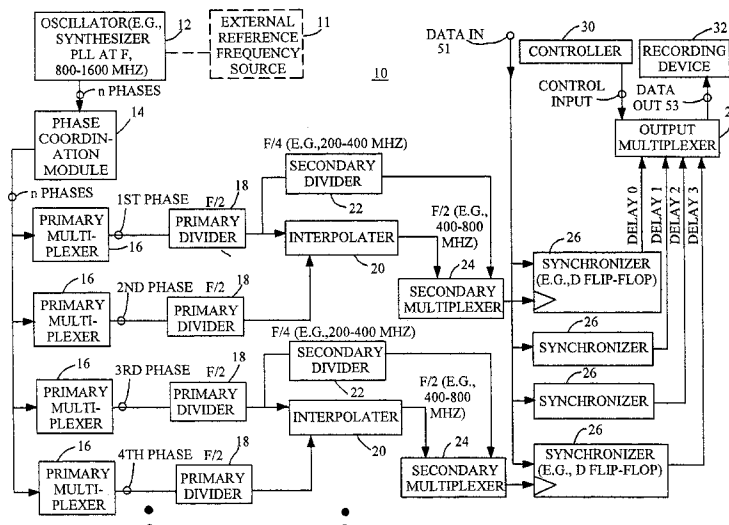 OSCILLATOR(E.G.,
SYNTHESIZER
PLL AT F,
800-1600 MHZ)
12
EXTERNAL
REFERENCE
FREQUENCY
SOURCE
11
10
DATA IN
51
CONTROLLER
30
RECORDING
DEVICE
32
CONTROL
INPUT
DATA
OUT 53
OUTPUT
MULTIPLEXER
n PHASES
PHASE
COORDIN-
ATION
MODULE
14
n PHASES
PRIMARY
MULTI-
PLEXER
16
1ST PHASE
F/2
18
PRIMARY
DIVIDER
F/4 (E.G.,200-400 MHZ)
SECONDARY
DIVIDER
22
INTERPOLATER
20
F/2 (E.G.,
400-800
MHZ)
24
SECONDARY
MULTIPLEXER
DELAY 0
DELAY 1
DELAY 2
DELAY 3
26
SYNCHRONIZER
(E.G.,D FLIP-FLOP)
16
PRIMARY
MULTI-
PLEXER
2ND PHASE
F/2
18
PRIMARY
DIVIDER
26
SYNCHRONIZER
16
PRIMARY
MULTI-
PLEXER
3RD PHASE
F/2
18
PRIMARY
DIVIDER
F/4 (E.G.,200-400 MHZ)
SECONDARY
DIVIDER
22
INTERPOLATER
20
F/2 (E.G.,
400-800
MHZ)
24
SECONDARY
MULTIPLEXER
26
SYNCHRONIZER
16
PRIMARY
MULTI-
PLEXER
4TH PHASE
F/2
18
PRIMARY
DIVIDER
26
SYNCHRONIZER
(E.G., D FLIP-FLOP)